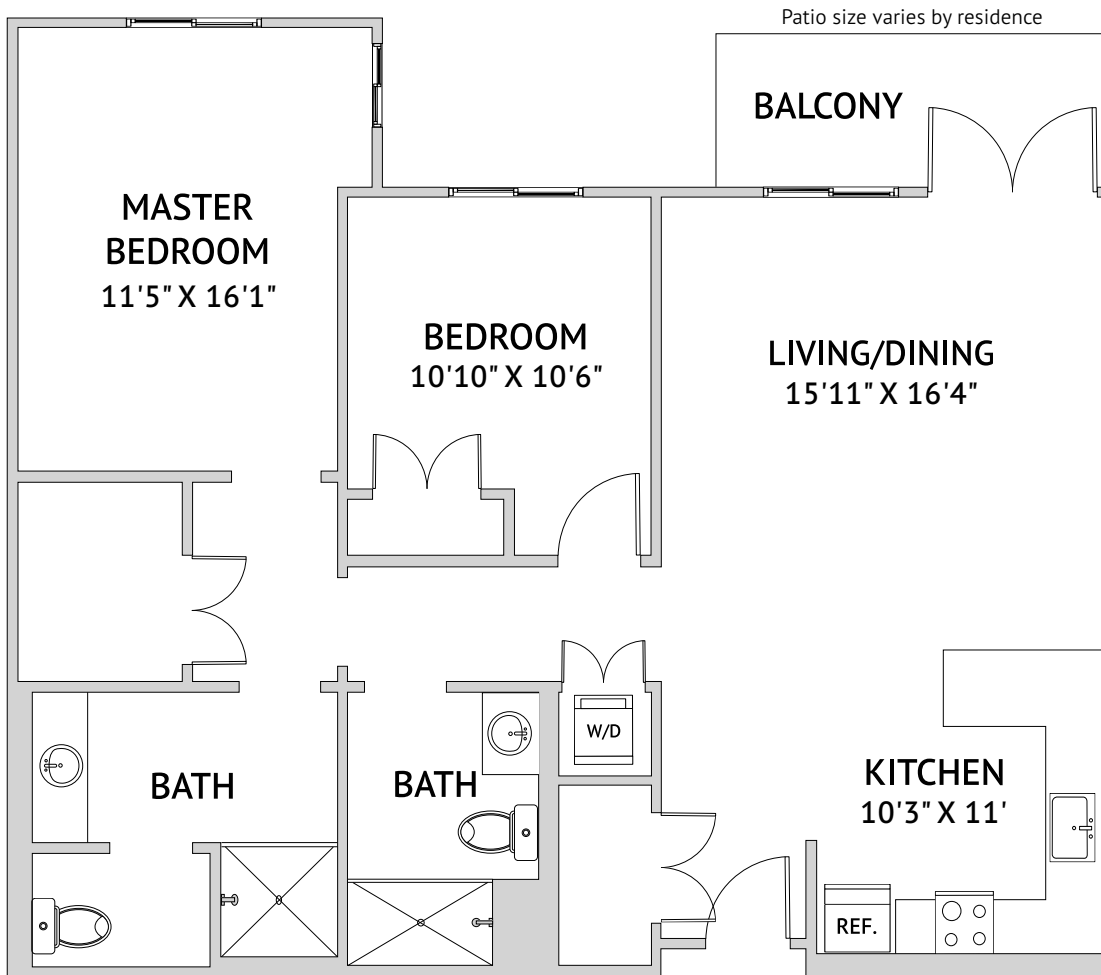 Patio size varies by residence
BALCONY
MASTER
BEDROOM
11'5" X 16'1"
BEDROOM
10'10" X 10'6"
LIVING/DINING
15'11" X 16'4"
W/D
BATH
BATH
KITCHEN
10'3" X 11'
REF.